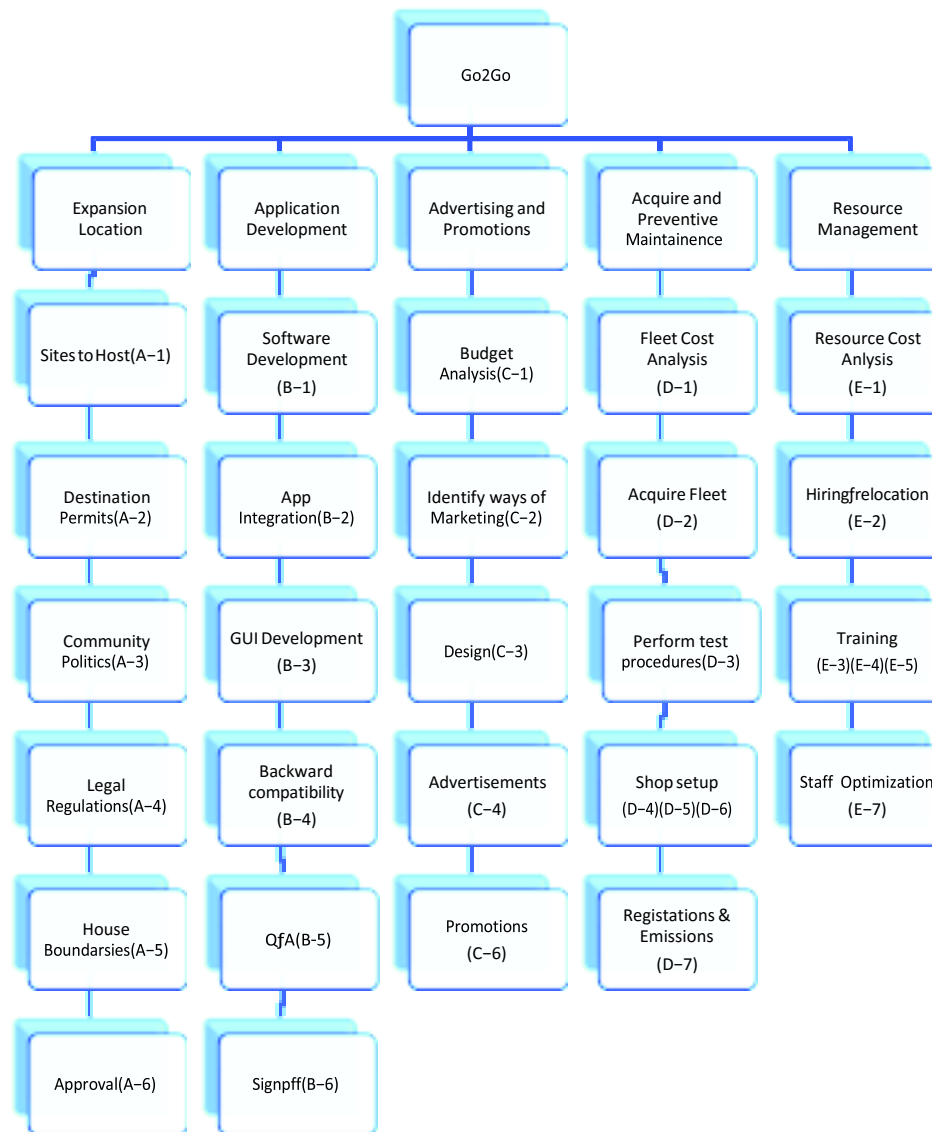 Go2Go
Expansion
Location
Application
Development
Advertising and
Promotions
Acquire and
Preventive
Maintainence
Resource
Management
Sites to Host(A−1)
Software
Development
(B−1)
Budget
Analysis(C−1)
Fleet Cost
Analysis
(D−1)
Resource Cost
Anlysis
(E−1)
Destination
Permits(A−2)
App
Integration(B−2)
Identify ways of
Marketing(C−2)
Acquire Fleet
(D−2)
Hiringƒrelocation
(E−2)
Community
Politics(A−3)
GUI Development
(B−3)
Design(C−3)
Perform test
procedures(D−3)
Training
(E−3)(E−4)(E−5)
Legal
Regulations(A−4)
Backward
compatibility
(B−4)
Advertisements
(C−4)
Shop setup
(D−4)(D−5)(D−6)
Staff Optimization
(E−7)
House
Boundarsies(A−5)
QƒA(B-5)
Promotions
(C−6)
Registations &
Emissions
(D−7)
Approval(A−6)
Signpff(B−6)